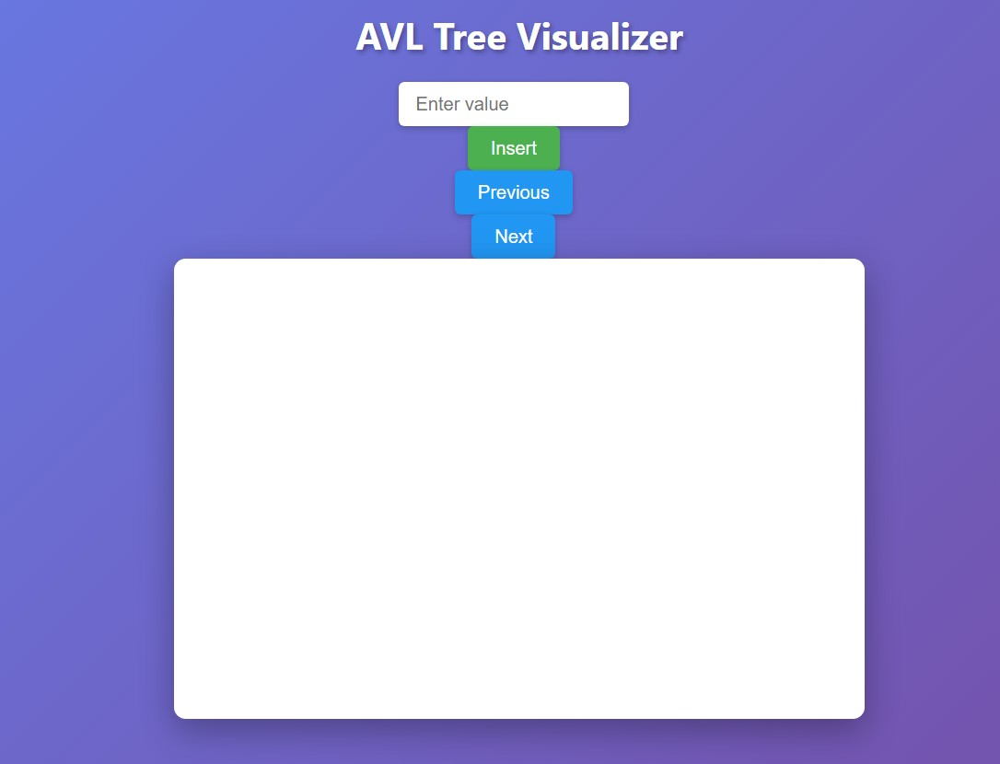 AVL Tree Visualizer
Enter value
Insert
Previous
Next